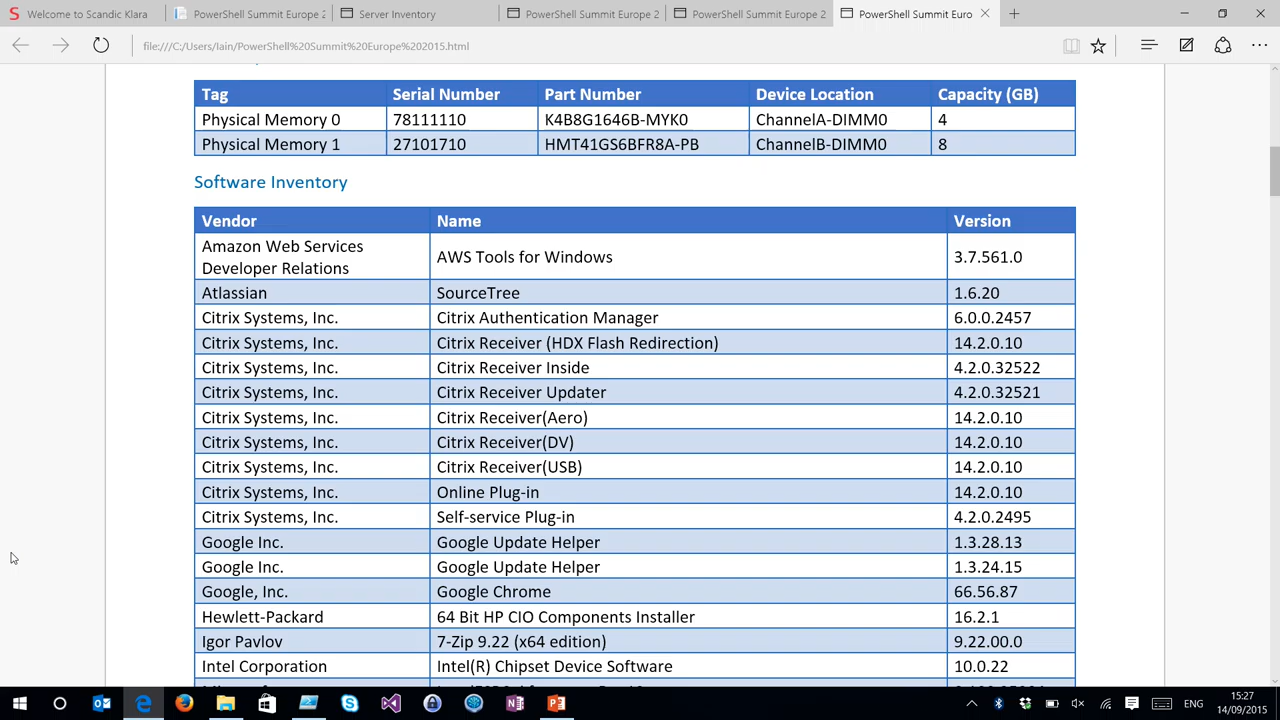 Welcome to Scandic Klara
PowerShell Summit Europe 2
Server Inventory
PowerShell Summit Europe 2
PowerShell Summit Europe 2
PowerShell Summit Euro
file:///C:/Users/Iain/PowerShell%20Summit%20Europe%202015.html
Tag Serial Number Part Number Device Location Capacity (GB)
Physical Memory 0 78111110 K4B8G1646B-MYK0 ChannelA-DIMM0 4
Physical Memory 1 27101710 HMT41GS6BFR8A-PB ChannelB-DIMM0 8
Software Inventory
Vendor Name Version
Amazon Web Services
Developer Relations AWS Tools for Windows 3.7.561.0
Atlassian SourceTree 1.6.20
Citrix Systems, Inc. Citrix Authentication Manager 6.0.0.2457
Citrix Systems, Inc. Citrix Receiver (HDX Flash Redirection) 14.2.0.10
Citrix Systems, Inc. Citrix Receiver Inside 4.2.0.32522
Citrix Systems, Inc. Citrix Receiver Updater 4.2.0.32521
Citrix Systems, Inc. Citrix Receiver(Aero) 14.2.0.10
Citrix Systems, Inc. Citrix Receiver(DV) 14.2.0.10
Citrix Systems, Inc. Citrix Receiver(USB) 14.2.0.10
Citrix Systems, Inc. Online Plug-in 14.2.0.10
Citrix Systems, Inc. Self-service Plug-in 4.2.0.2495
Google Inc. Google Update Helper 1.3.28.13
Google Inc. Google Update Helper 1.3.24.15
Google, Inc. Google Chrome 66.56.87
Hewlett-Packard 64 Bit HP CIO Components Installer 16.2.1
Igor Pavlov 7-Zip 9.22 (x64 edition) 9.22.00.0
Intel Corporation Intel(R) Chipset Device Software 10.0.22
ENG
15:27
14/09/2015